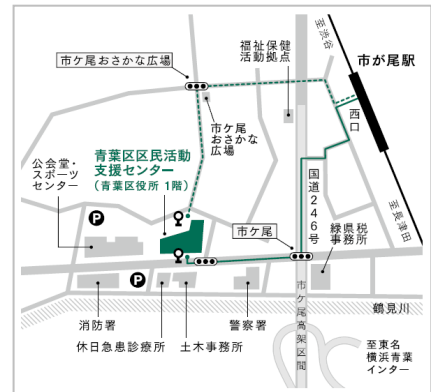 至渋谷
市が尾駅
西口
至長津田
福祉保健
活動拠点
市ケ尾おさかな広場
市ケ尾
おさかな
広場
青葉区区民活動
支援センター
(青葉区役所 1階)
公会堂・
スポーツ
センター
P
国道246号
市ケ尾
緑県税
事務所
P
消防署
休日急患診療所
土木事務所
警察署
市ケ尾高架区間
鶴見川
至東名
横浜青葉
インター